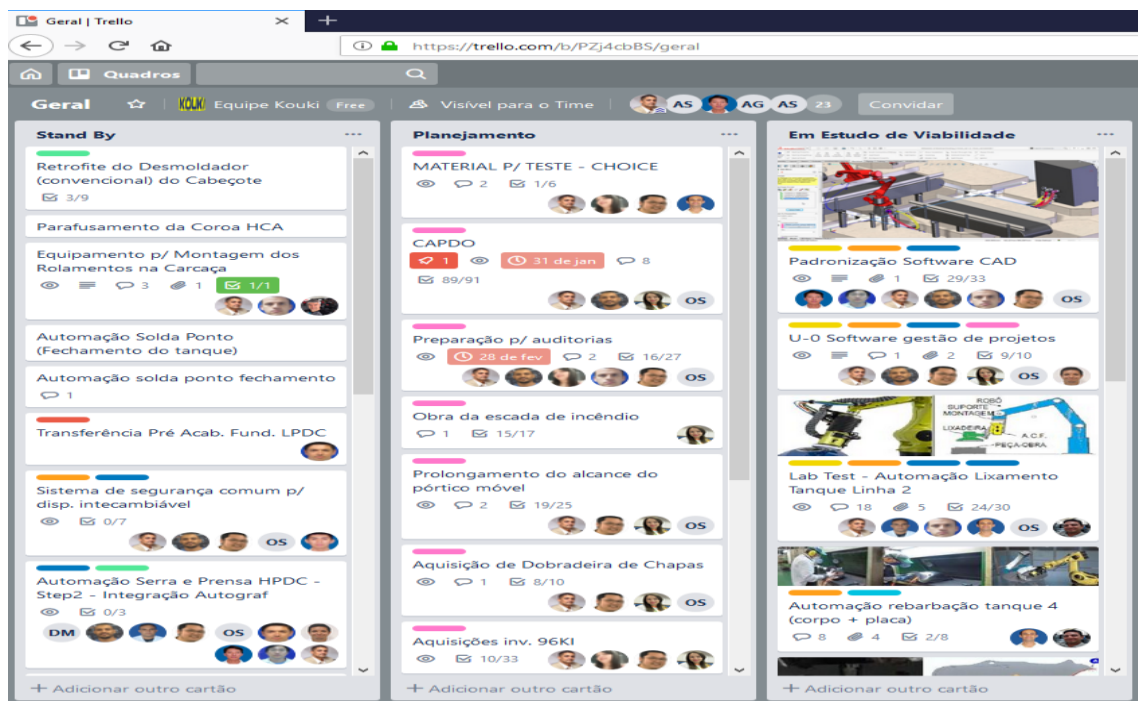 Geral | Trello
https://trello.com/b/PZj4cbBS/geral
Quadros
Geral
KOUKI
Equipe Kouki
Free
Visível para o Time
AS
AG
AS
23
Convidar
Stand By
Retrofite do Desmoldador
(convencional) do Cabeçote
3/9
Parafusamento da Coroa HCA
Equipamento p/ Montagem dos
Rolamentos na Carcaça
3 1 1/1
Automação Solda Ponto
(Fechamento do tanque)
Automação solda ponto fechamento
1
Transferência Pré Acab. Fund. LPDC
Sistema de segurança comum p/
disp. intecambiável
0/7
OS
Automação Serra e Prensa HPDC -
Step2 - Integração Autograf
0/3
DM OS
+ Adicionar outro cartão
Planejamento
MATERIAL P/ TESTE - CHOICE
2 1/6
CAPDO
1 31 de jan 8
89/91
OS
Preparação p/ auditorias
28 de fev 2 16/27
OS
Obra da escada de incêndio
1 15/17
Prolongamento do alcance do
pórtico móvel
2 19/25
OS
Aquisição de Dobradeira de Chapas
1 8/10
OS
Aquisições inv. 96KI
10/33
+ Adicionar outro cartão
Em Estudo de Viabilidade
Padronização Software CAD
1 29/33
OS
U-0 Software gestão de projetos
1 2 9/10
OS
ROBÔ
SUPORTE
MONTAGEM
LIXADEIRA
A.C.F.
PEÇA-OBRA
Lab Test - Automação Lixamento
Tanque Linha 2
18 5 24/30
OS
Automação rebarbação tanque 4
(corpo + placa)
8 4 2/8
+ Adicionar outro cartão